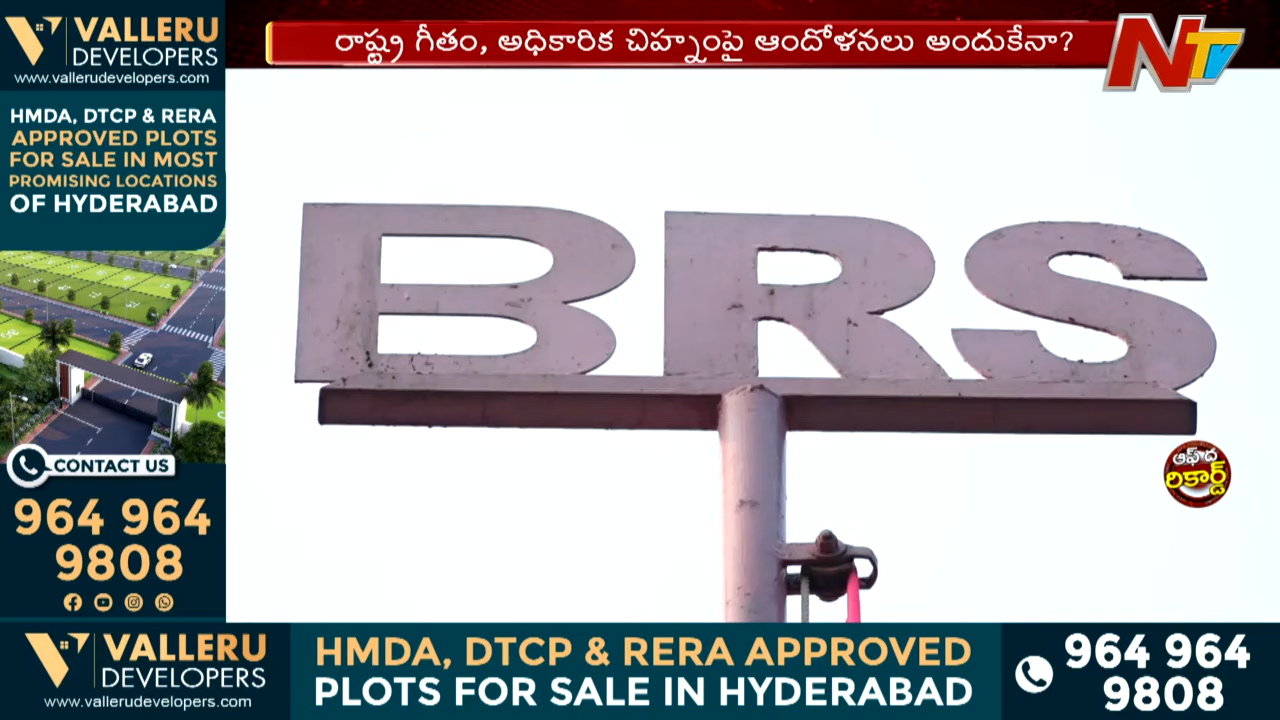 VALLERU
DEVELOPERS
www.vallerudevelopers.com
HMDA, DTCP & RERA
APPROVED PLOTS
FOR SALE IN MOST
PROMISING LOCATIONS
OF HYDERABAD
CONTACT US
964 964
9808
రాష్ట్ర గీతం, అధికారిక చిహ్నంపై ఆందోళనలు అందుకేనా?
NTV
BRS
ఆఫ్ ద
రికార్డ్
VALLERU
DEVELOPERS
www.vallerudevelopers.com
HMDA, DTCP & RERA APPROVED
PLOTS FOR SALE IN HYDERABAD
964 964
9808